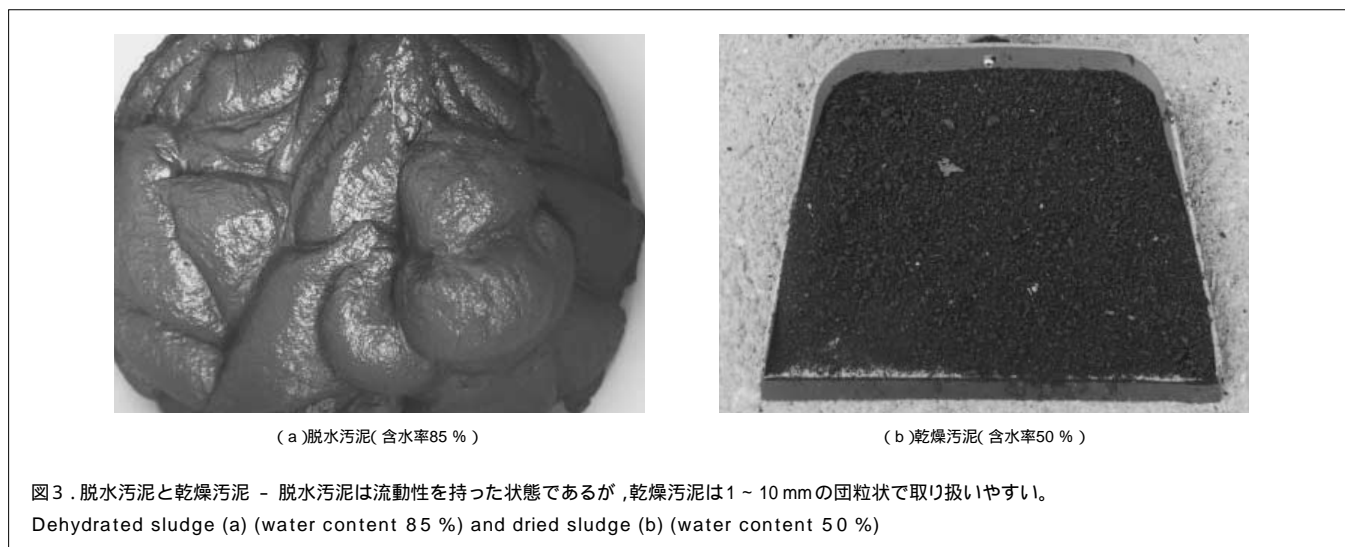 (a)脱水汚泥(含水率85 %)
(b)乾燥汚泥(含水率50 %)
図3.脱水汚泥と乾燥汚泥 - 脱水汚泥は流動性を持った状態であるが,乾燥汚泥は1 ~ 10 mmの団粒状で取り扱いやすい。
Dehydrated sludge (a) (water content 85 %) and dried sludge (b) (water content 50 %)